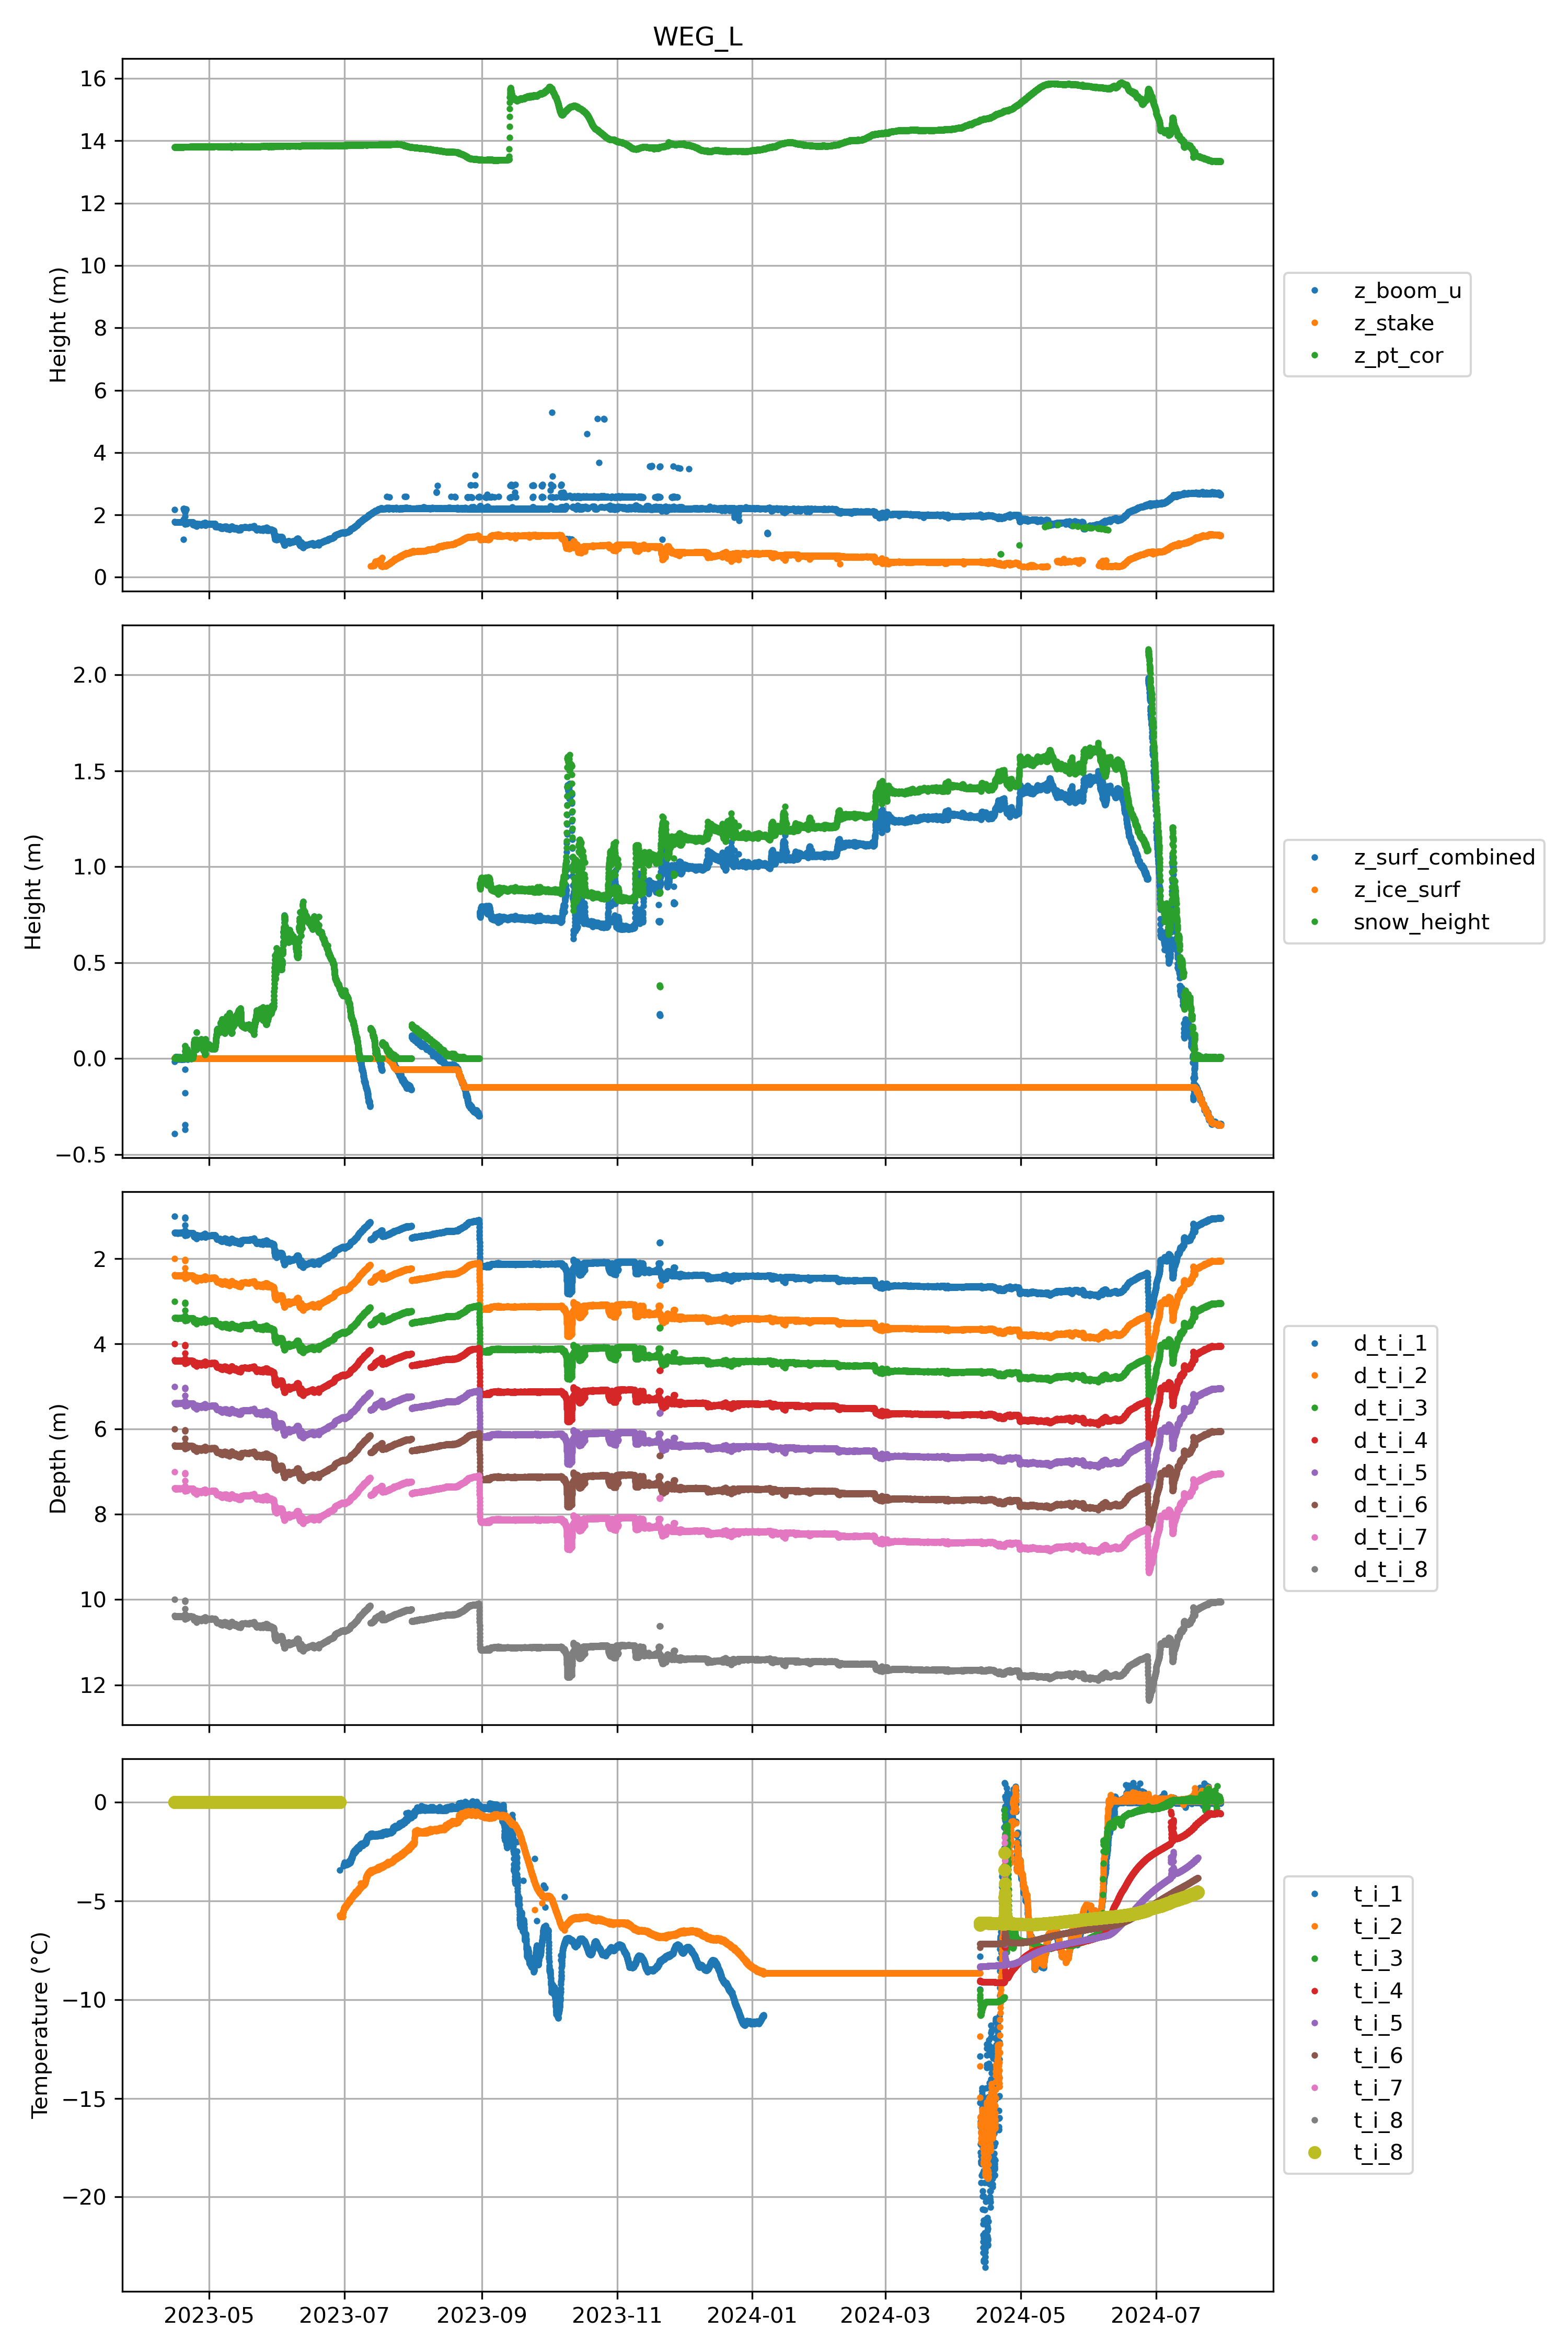 WEG_L
16
14
12
10
8
6
4
2
0
Height (m)
z_boom_u
z_stake
z_pt_cor
2.0
1.5
1.0
0.5
0.0
−0.5
Height (m)
z_surf_combined
z_ice_surf
snow_height
2
4
6
8
10
12
Depth (m)
d_t_i_1
d_t_i_2
d_t_i_3
d_t_i_4
d_t_i_5
d_t_i_6
d_t_i_7
d_t_i_8
0
−5
−10
−15
−20
Temperature (°C)
t_i_1
t_i_2
t_i_3
t_i_4
t_i_5
t_i_6
t_i_7
t_i_8
t_i_8
2023-05 2023-07 2023-09 2023-11 2024-01 2024-03 2024-05 2024-07